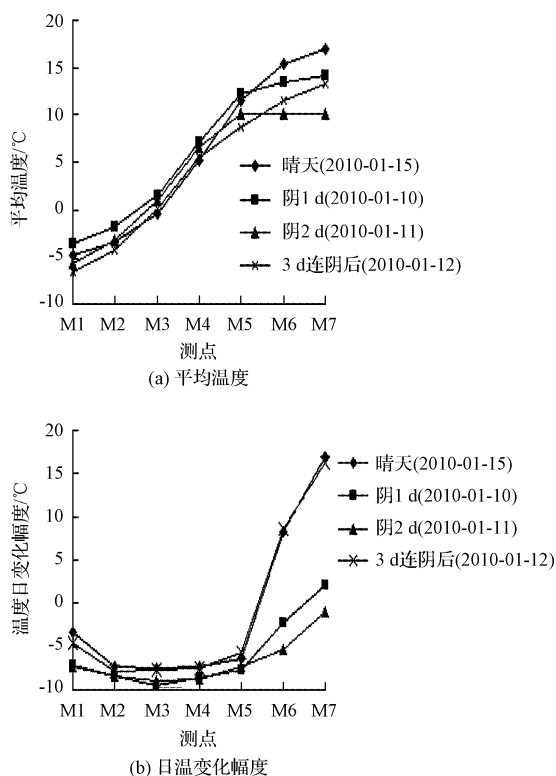 20
15
10
5
0
-5
-10
平均温度/℃
晴天(2010-01-15)
阴1 d(2010-01-10)
阴2 d(2010-01-11)
3 d连阴后(2010-01-12)
M1 M2 M3 M4 M5 M6 M7
测点
(a) 平均温度
20
15
10
5
0
-5
-10
温度日变化幅度/℃
晴天(2010-01-15)
阴1 d(2010-01-10)
阴2 d(2010-01-11)
3 d连阴后(2010-01-12)
M1 M2 M3 M4 M5 M6 M7
测点
(b) 日温变化幅度